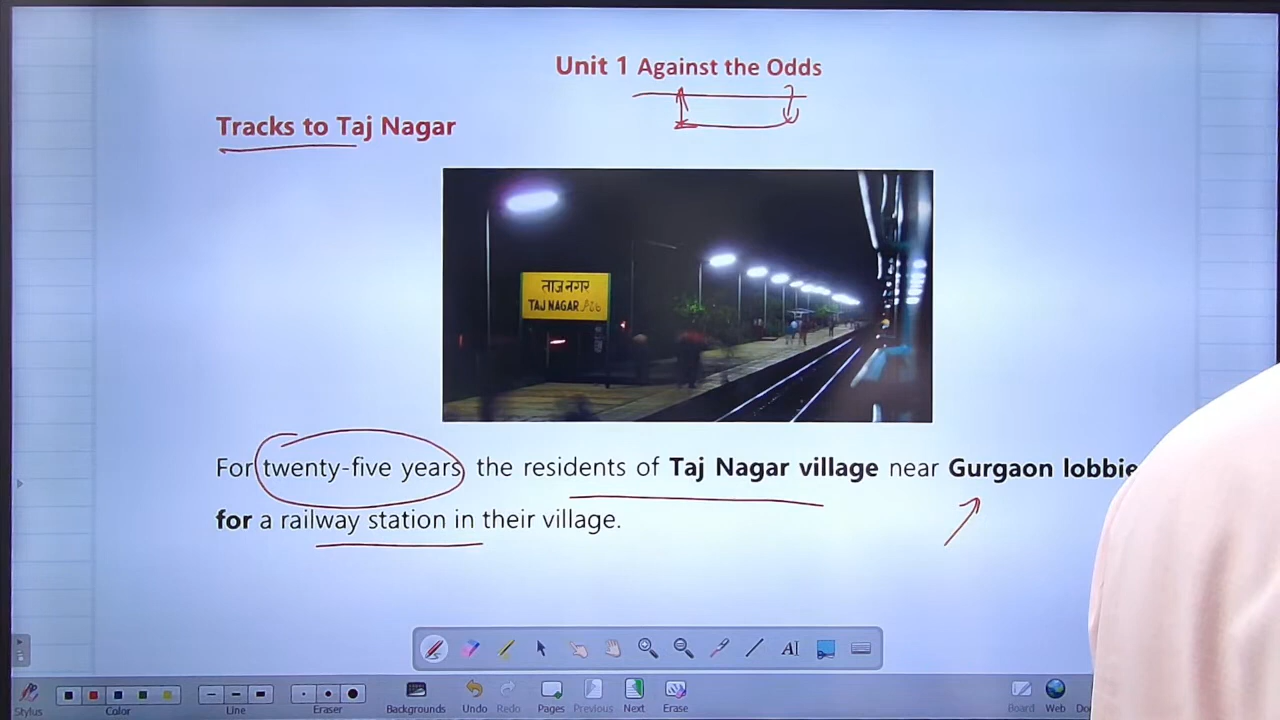 Unit 1 Against the Odds
Tracks to Taj Nagar
ताज नगर
TAJ NAGAR
For twenty-five years the residents of Taj Nagar village near Gurgaon
for a railway station in their village.
AI
Stylus
Color
Line
Eraser
Backgrounds
Undo
Redo
Pages
Previous
Next
Erase
Board
Web